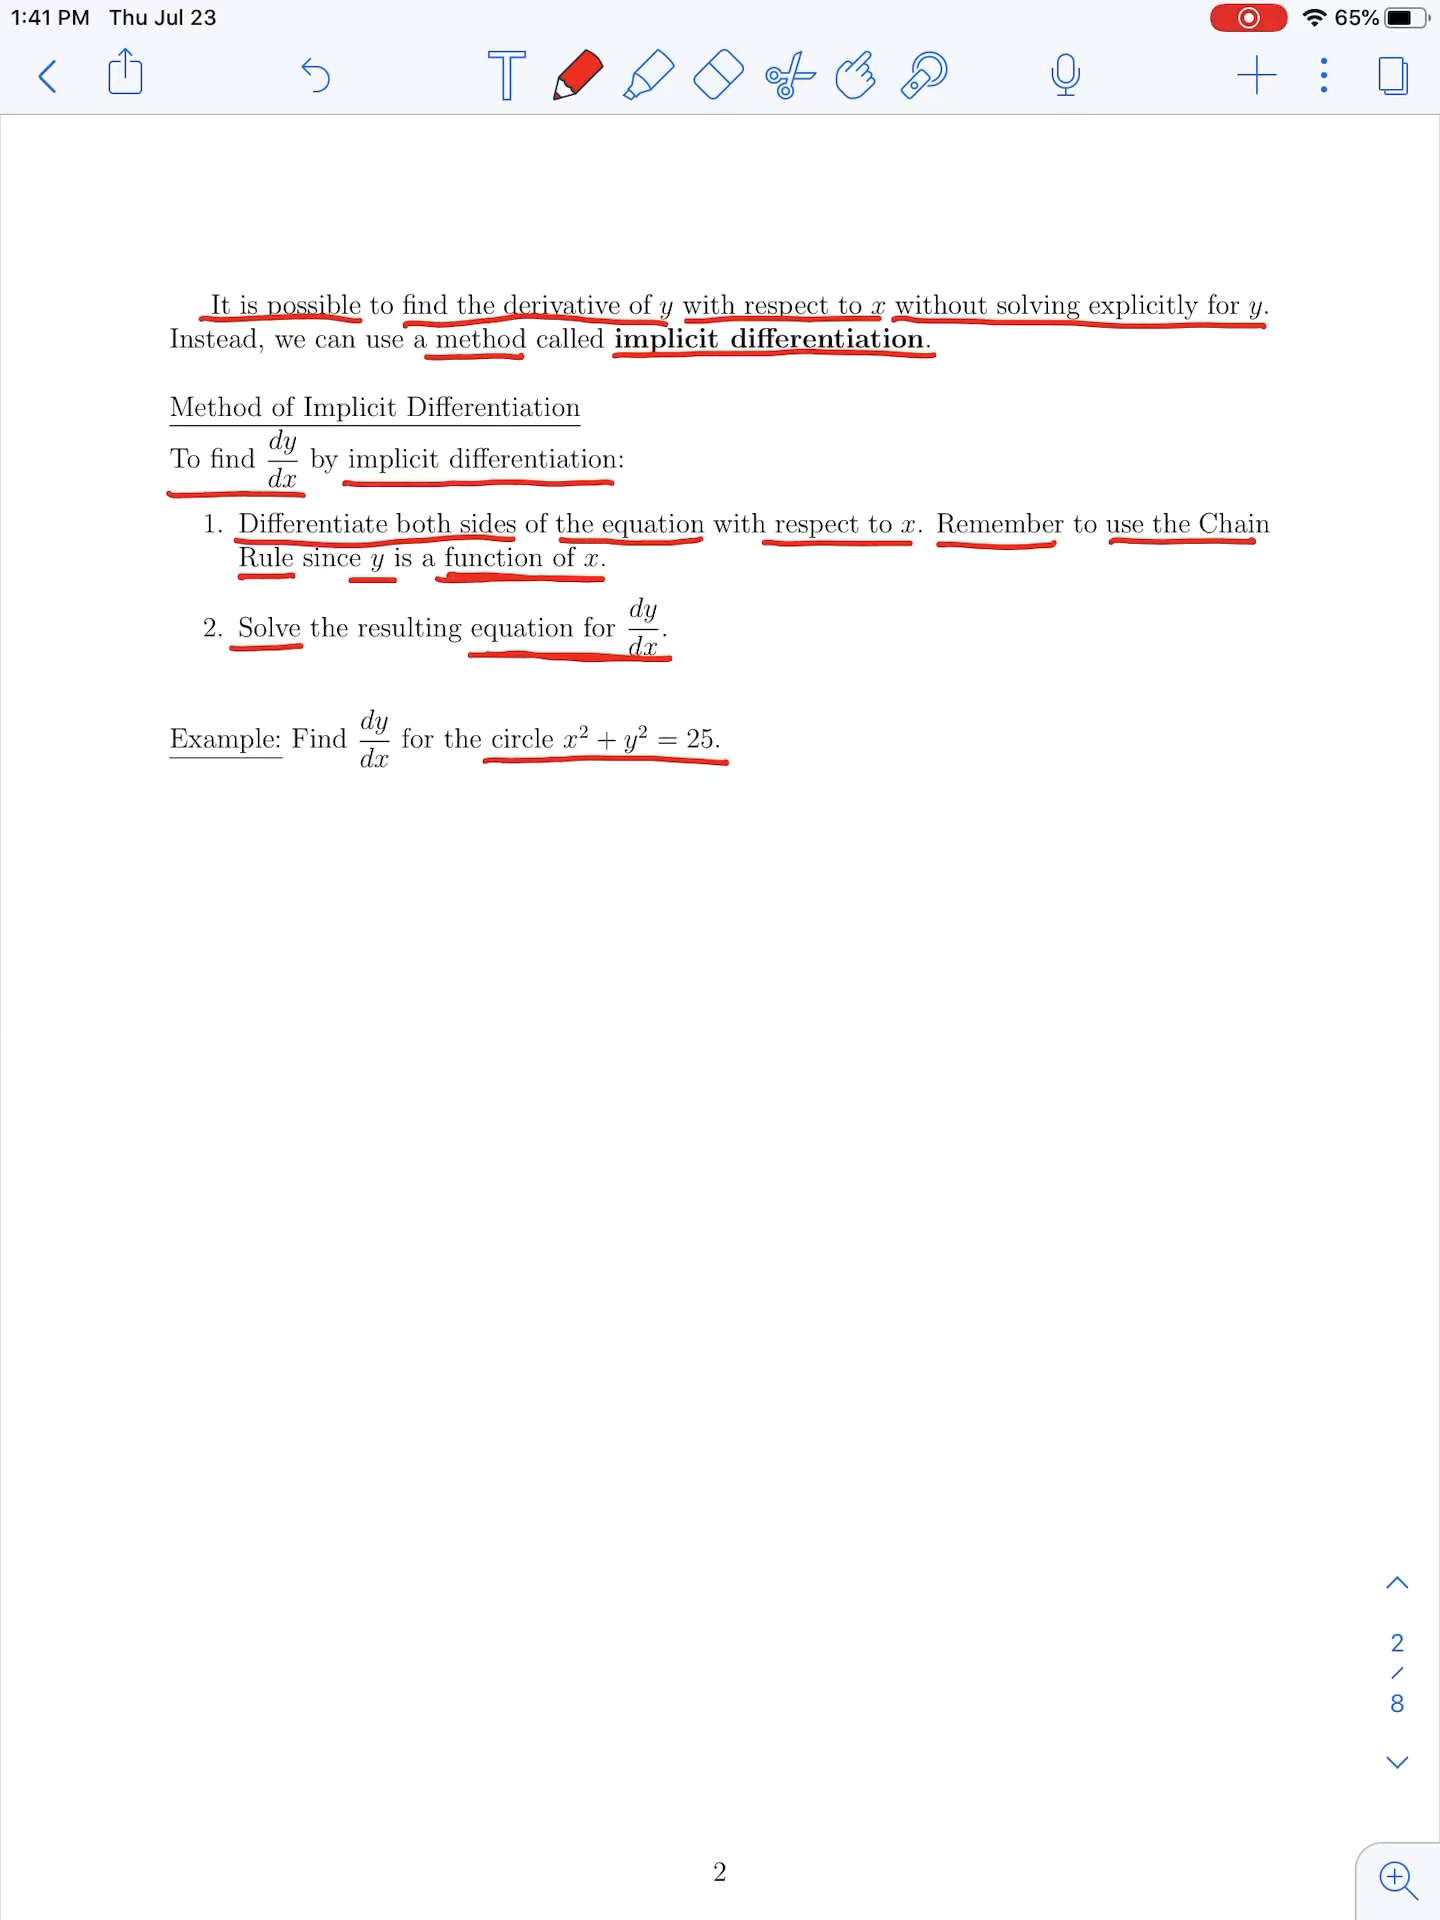 1:41 PM Thu Jul 23
65%
It is possible to find the derivative of y with respect to x without solving explicitly for y.
Instead, we can use a method called implicit differentiation.
Method of Implicit Differentiation
To find dy/dx by implicit differentiation:
1. Differentiate both sides of the equation with respect to x. Remember to use the Chain
Rule since y is a function of x.
2. Solve the resulting equation for dy/dx.
Example: Find dy/dx for the circle x² + y² = 25.
2
/
8
2